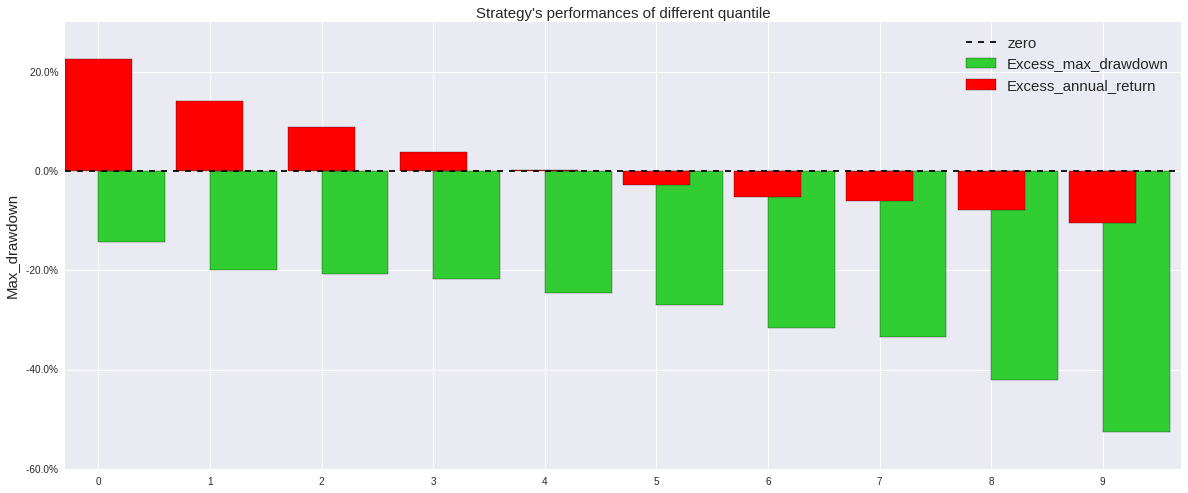 Strategy's performances of different quantile
zero
Excess_max_drawdown
Excess_annual_return
Max_drawdown
20.0%
0.0%
-20.0%
-40.0%
-60.0%
0 1 2 3 4 5 6 7 8 9